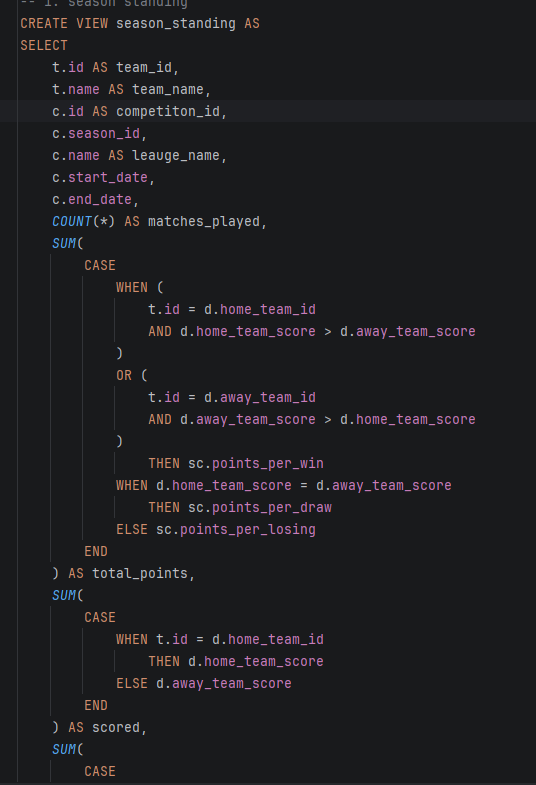 -- 1. season standing
CREATE VIEW season_standing AS
SELECT
    t.id AS team_id,
    t.name AS team_name,
    c.id AS competiton_id,
    c.season_id,
    c.name AS leauge_name,
    c.start_date,
    c.end_date,
    COUNT(*) AS matches_played,
    SUM(
        CASE
            WHEN (
                t.id = d.home_team_id
                AND d.home_team_score > d.away_team_score
            )
            OR (
                t.id = d.away_team_id
                AND d.away_team_score > d.home_team_score
            )
                THEN sc.points_per_win
            WHEN d.home_team_score = d.away_team_score
                THEN sc.points_per_draw
            ELSE sc.points_per_losing
        END
    ) AS total_points,
    SUM(
        CASE
            WHEN t.id = d.home_team_id
                THEN d.home_team_score
            ELSE d.away_team_score
        END
    ) AS scored,
    SUM(
        CASE